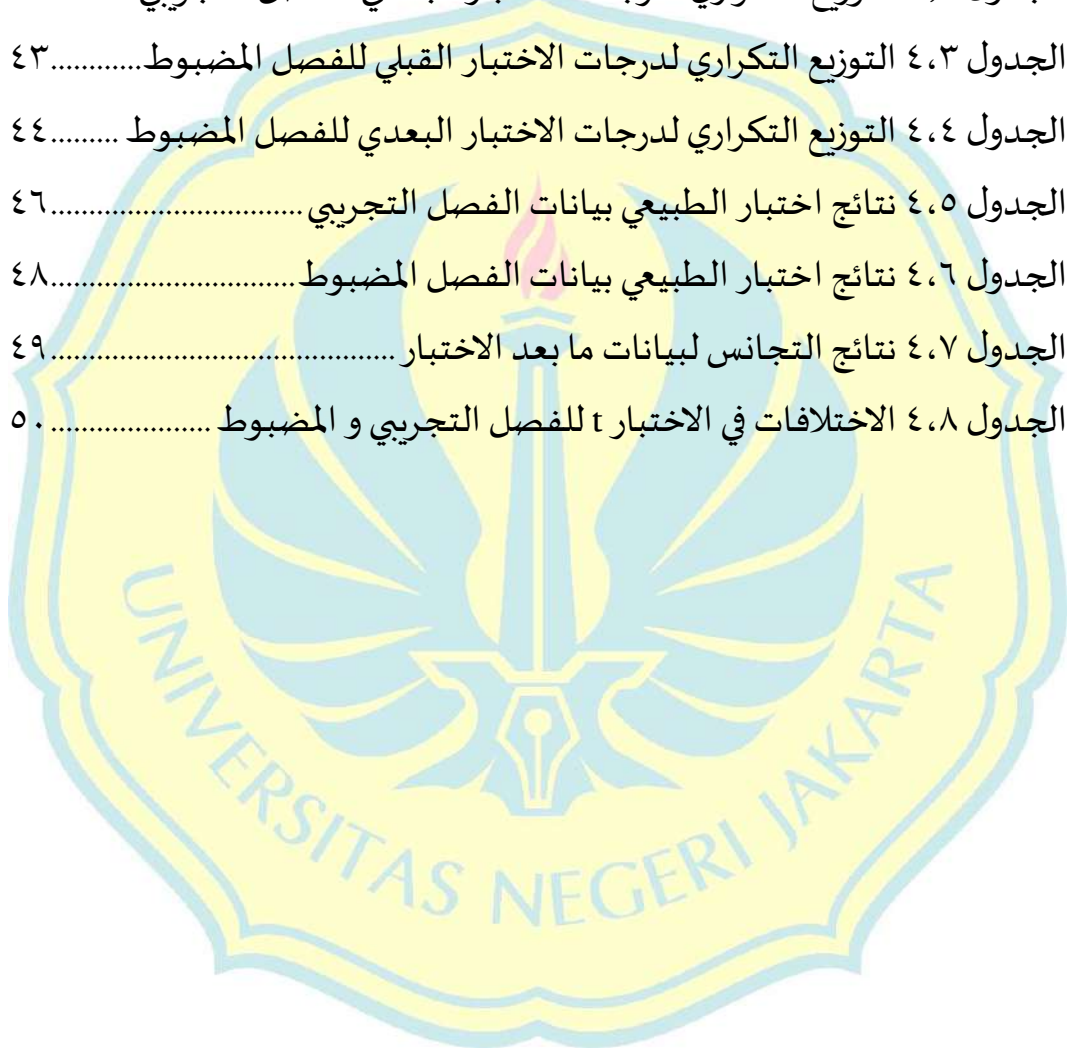 الجدول ٤،٣ التوزيع التكراري لدرجات الاختبار القبلي للفصل المضبوط............٤٣
الجدول ٤،٤ التوزيع التكراري لدرجات الاختبار البعدي للفصل المضبوط .........٤٤
الجدول ٤،٥ نتائج اختبار الطبيعي بيانات الفصل التجريبي................................٤٦
الجدول ٤،٦ نتائج اختبار الطبيعي بيانات الفصل المضبوط...............................٤٨
الجدول ٤،٧ نتائج التجانس لبيانات ما بعد الاختبار ............................................٤٩
الجدول ٤،٨ الاختلافات في الاختبار t للفصل التجريبي و المضبوط .....................٥٠
UNIVERSITAS NEGERI JAKARTA